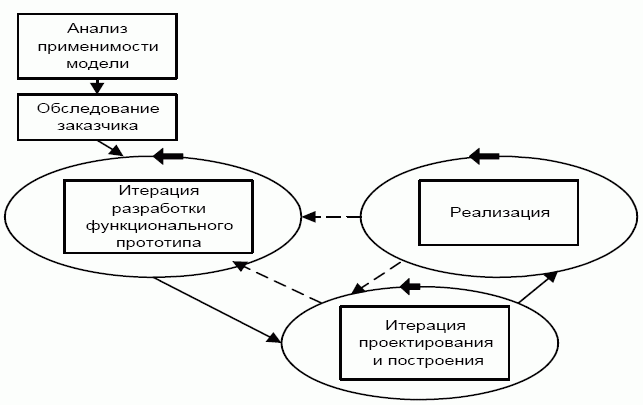 Анализ
применимости
модели
Обследование
заказчика
Итерация
разработки
функционального
прототипа
Реализация
Итерация
проектирования
и построения